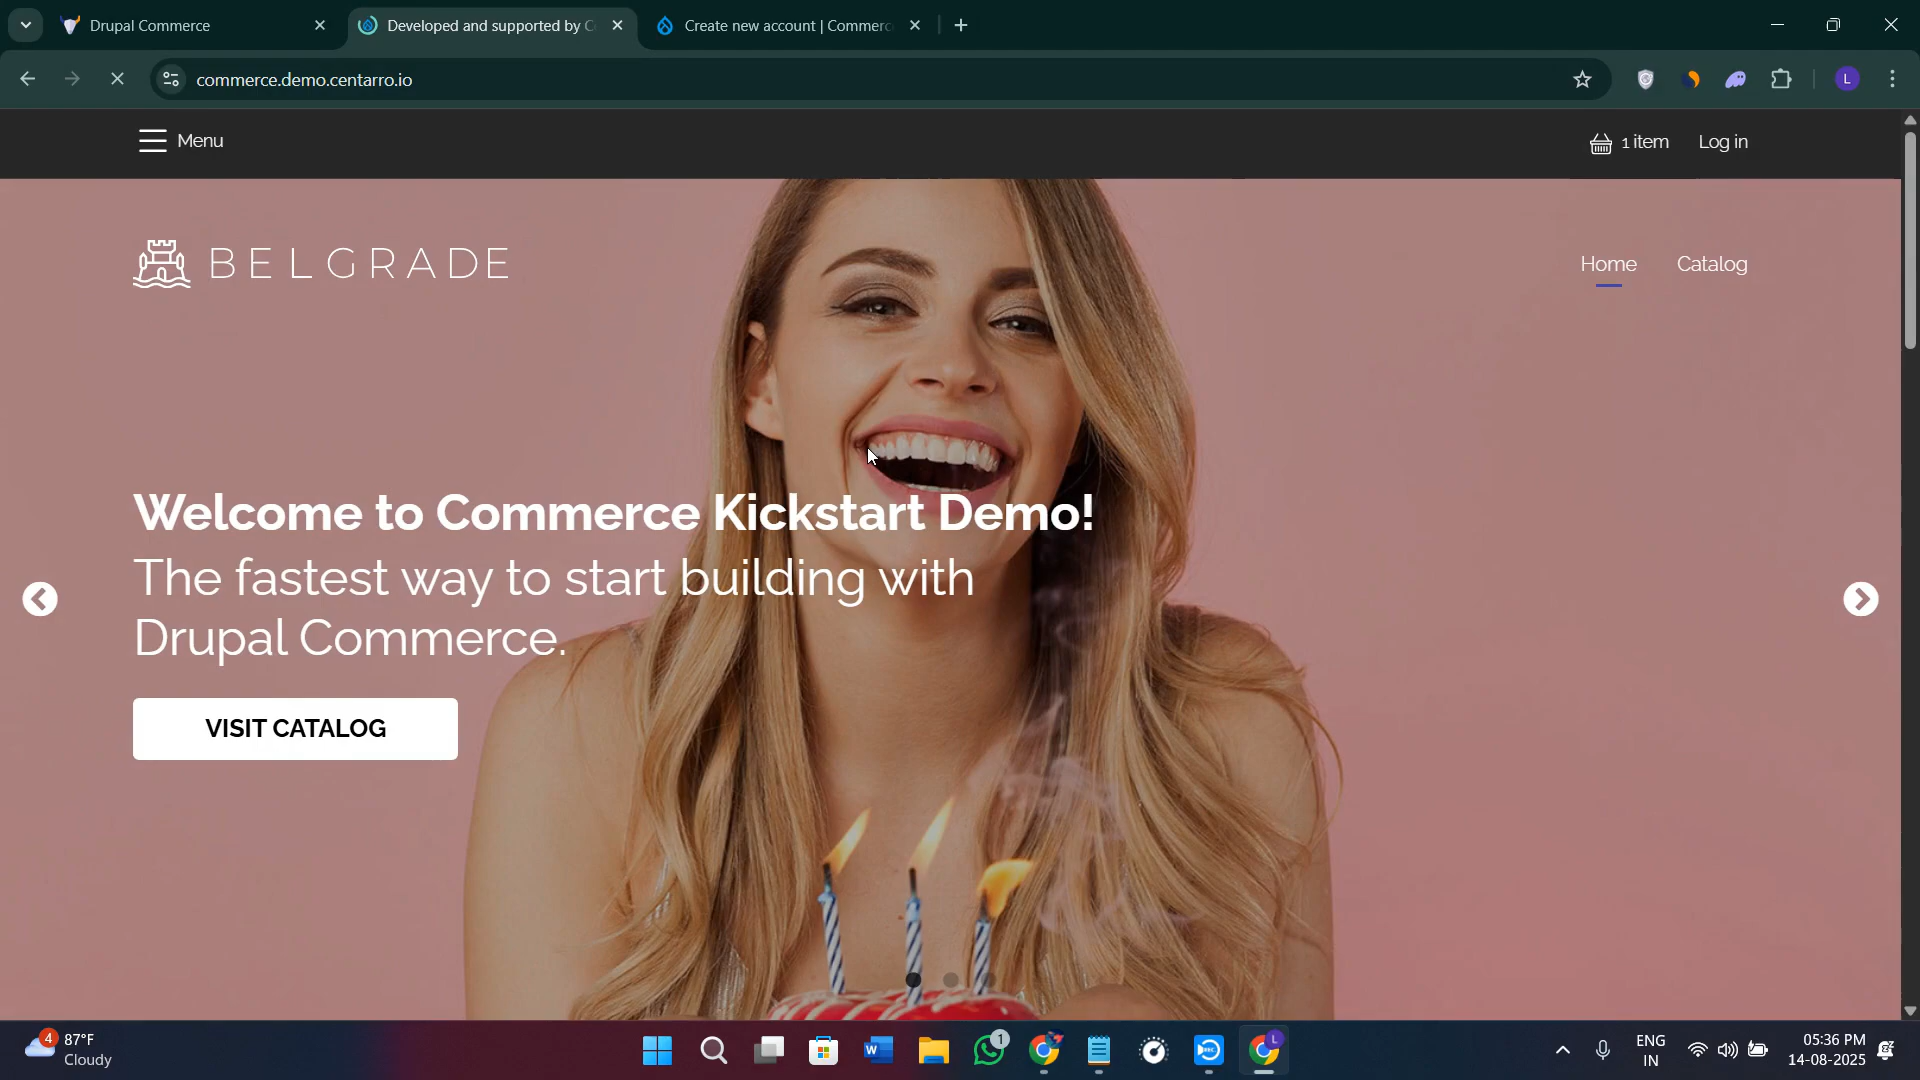 Drupal Commerce
Developed and supported by C
Create new account | Commerc
commerce.demo.centarro.io
L
Menu
1 item
Log in
BELGRADE
Home
Catalog
Welcome to Commerce Kickstart Demo!
The fastest way to start building with
Drupal Commerce.
VISIT CATALOG
4
87°F
Cloudy
1
L
ENG
IN
05:36 PM
14-08-2025